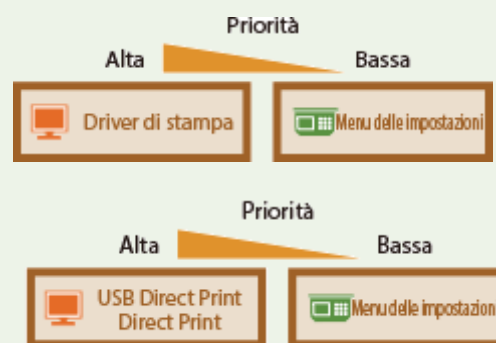 Priorità
Alta Bassa
Driver di stampa Menu delle impostazioni
Priorità
Alta Bassa
USB Direct Print
Direct Print Menu delle impostazion